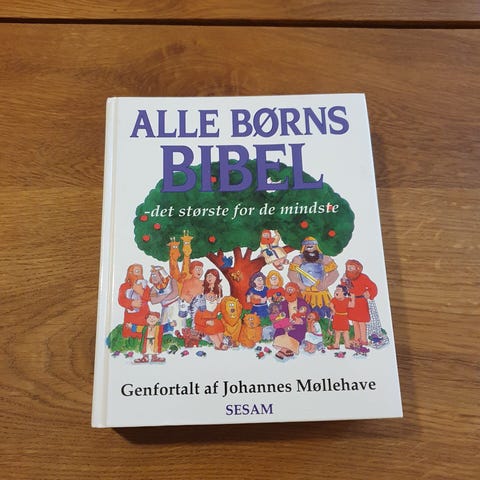 ALLE BØRNS
BIBEL
-det største for de mindste
Genfortalt af Johannes Møllehave
SESAM